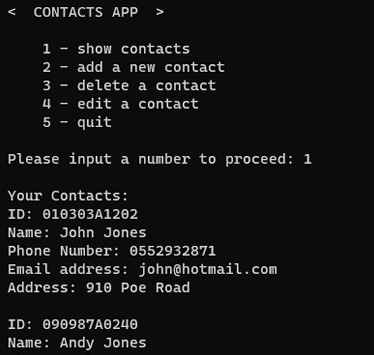 <  CONTACTS APP  >
1 - show contacts
2 - add a new contact
3 - delete a contact
4 - edit a contact
5 - quit
Please input a number to proceed: 1
Your Contacts:
ID: 010303A1202
Name: John Jones
Phone Number: 0552932871
Email address: john@hotmail.com
Address: 910 Poe Road
ID: 090987A0240
Name: Andy Jones